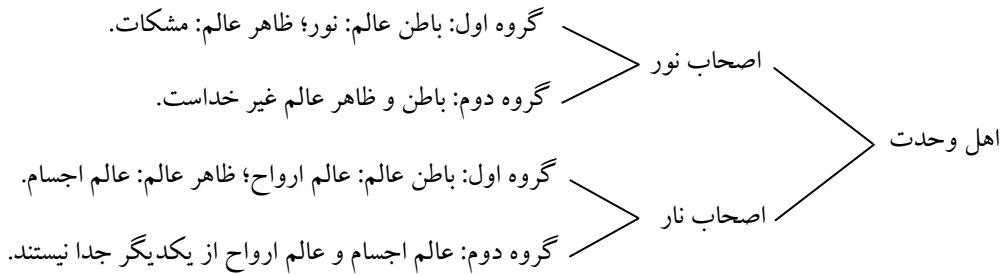 گروه اول: باطن عالم: نور؛ ظاهر عالم: مشکات.
اصحاب نور
گروه دوم: باطن و ظاهر عالم غیر خداست.
اهل وحدت
گروه اول: باطن عالم: عالم ارواح؛ ظاهر عالم: عالم اجسام.
اصحاب نار
گروه دوم: عالم اجسام و عالم ارواح از یکدیگر جدا نیستند.